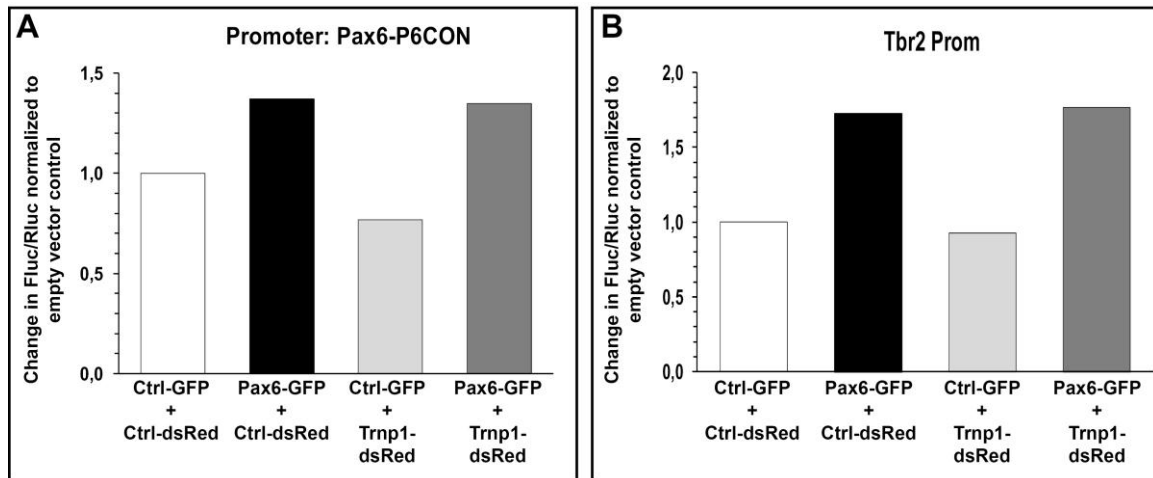 A
Promoter: Pax6-P6CON
Change in Fluc/Rluc normalized to
empty vector control
1,5
1,0
0,5
0,0
Ctrl-GFP
+
Ctrl-dsRed
Pax6-GFP
+
Ctrl-dsRed
Ctrl-GFP
+
Trnp1-
dsRed
Pax6-GFP
+
Trnp1-
dsRed
B
Tbr2 Prom
Change in Fluc/Rluc normalized to
empty vector control
2,0
1,5
1,0
0,5
0,0
Ctrl-GFP
+
Ctrl-dsRed
Pax6-GFP
+
Ctrl-dsRed
Ctrl-GFP
+
Trnp1-
dsRed
Pax6-GFP
+
Trnp1-
dsRed